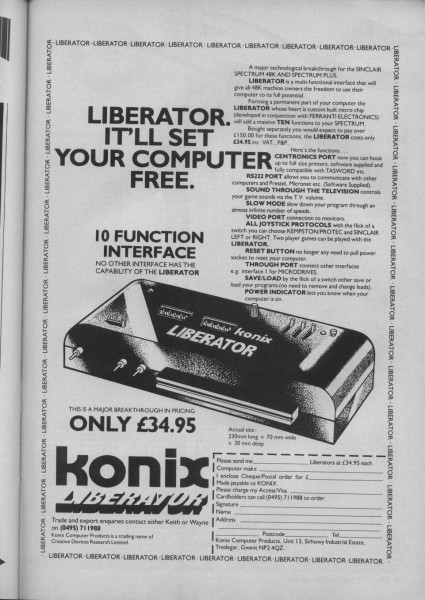 LIBERATOR · LIBERATOR · LIBERATOR · LIBERATOR · LIBERATOR · LIBERATOR · LIBERATOR · LIBERATOR · LIBERATOR
LIBERATOR.
IT'LL SET
YOUR COMPUTER
FREE.
10 FUNCTION
INTERFACE
NO OTHER INTERFACE HAS THE
CAPABILITY OF THE LIBERATOR
A major technological breakthrough for the SINCLAIR
SPECTRUM 48K AND SPECTRUM PLUS.
LIBERATOR is a multi-functional interface that will
give all 48K machine owners the freedom to use their
computer to its full potential.
Forming a permanent part of your computer the
LIBERATOR whose heart is custom built micro chip
(developed in conjunction with FERRANTI ELECTRONICS)
will add a massive TEN functions to your SPECTRUM.
Bought separately you would expect to pay over
£150.00 for these functions, the LIBERATOR costs only
£34.95 inc. VAT., P&P.
Here's the functions . . .
CENTRONICS PORT now you can hook
up to full size printers, software supplied and
fully compatible with TASWORD etc.
RS232 PORT allows you to communicate with other
computers and Prestel, Micronet etc. (Software Supplied).
SOUND THROUGH THE TELEVISION controls
your game sounds via the T.V. volume.
SLOW MODE slow down your program through an
almost infinite number of speeds.
VIDEO PORT connection to monitors.
ALL JOYSTICK PROTOCOLS with the flick of a
switch you can choose KEMPSTON/PROTEC and SINCLAIR
LEFT or RIGHT. Two player games can be played with the
LIBERATOR.
RESET BUTTON no longer any need to pull power
socket to reset your computer.
THROUGH PORT connect other interfaces
e.g. interface 1 for MICRODRIVES.
SAVE/LOAD by the flick of a switch either save or
load your programs (no need to remove and change leads).
POWER INDICATOR lets you know when your
computer is on.
konix
LIBERATOR
THIS IS A MAJOR BREAKTHROUGH IN PRICING
ONLY £34.95
Actual size:
230mm long × 70 mm wide
× 30 mm deep
konix
LIBERATOR
Trade and export enquiries contact either Keith or Wayne
on (0495) 711988
Konix Computer Products is a trading name of
Creative Devices Research Limited.
Please send me Liberators at £34.95 each
Computer make
I enclose Cheque/Postal order for £
Made payable to KONIX.
Please charge my Access/Visa
Cardholders can call (0495) 711988 to order
Signature
Name
Address
Postcode Tel.
Konix Computer Products, Unit 13, Sirhowy Industrial Estate,
Tredegar, Gwent NP2 4QZ.
LIBERATOR · LIBERATOR · LIBERATOR · LIBERATOR · LIBERATOR · LIBERATOR · LIBERATOR · LIBERATOR · LIBERATOR